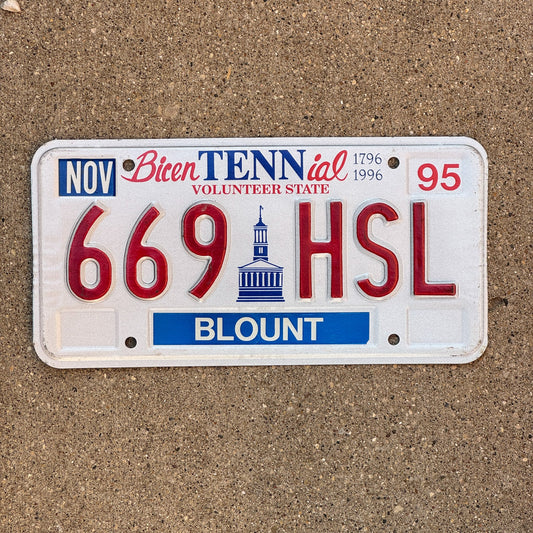 NOV BicenTENNial 1796 1996 95
VOLUNTEER STATE
669 HSL
BLOUNT